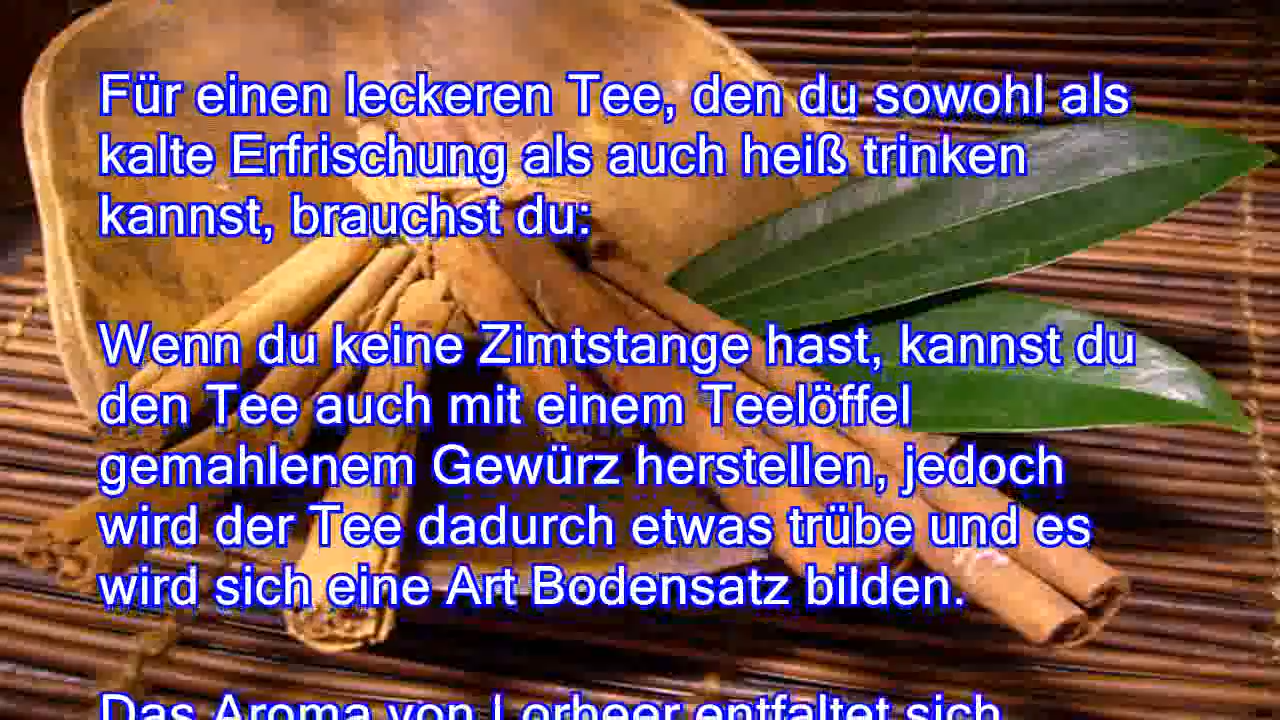 Für einen leckeren Tee, den du sowohl als
kalte Erfrischung als auch heiß trinken
kannst, brauchst du:
Wenn du keine Zimtstange hast, kannst du
den Tee auch mit einem Teelöffel
gemahlenem Gewürz herstellen, jedoch
wird der Tee dadurch etwas trübe und es
wird sich eine Art Bodensatz bilden.
Das Aroma von Lorbeer entfaltet sich